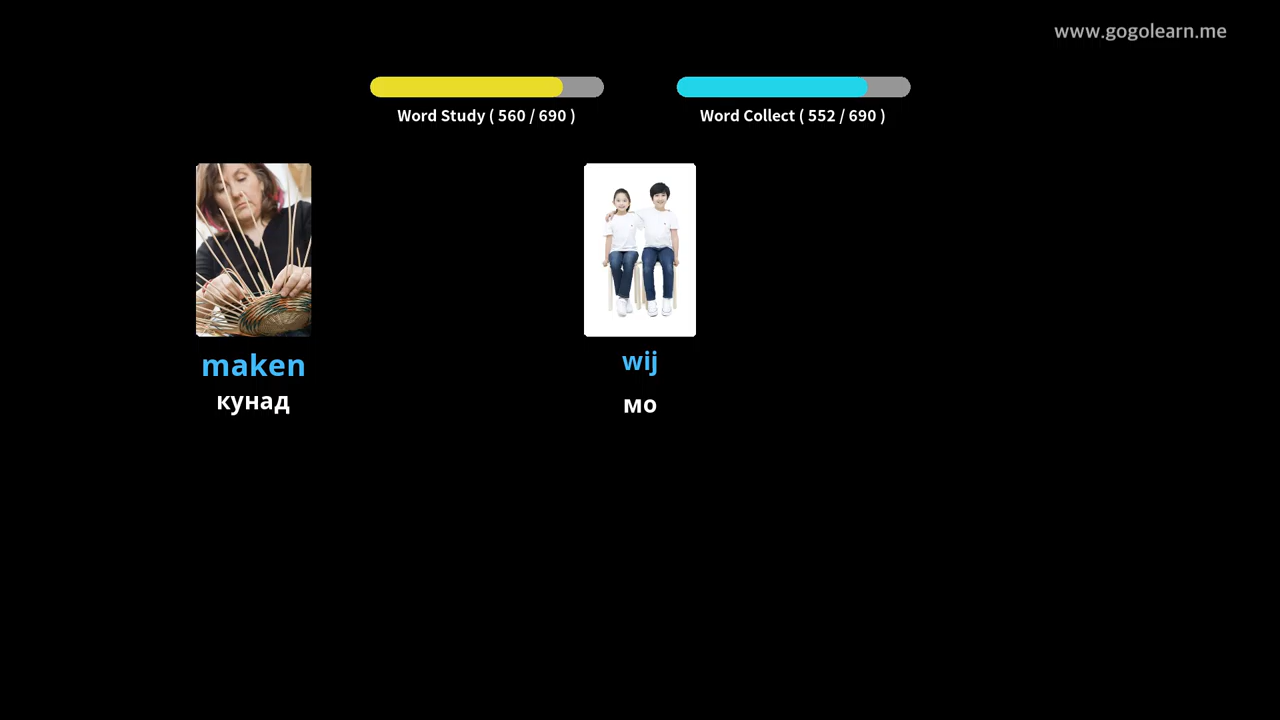 www.gogolearn.me
Word Study ( 560 / 690 )
Word Collect ( 552 / 690 )
maken
кунад
wij
мо